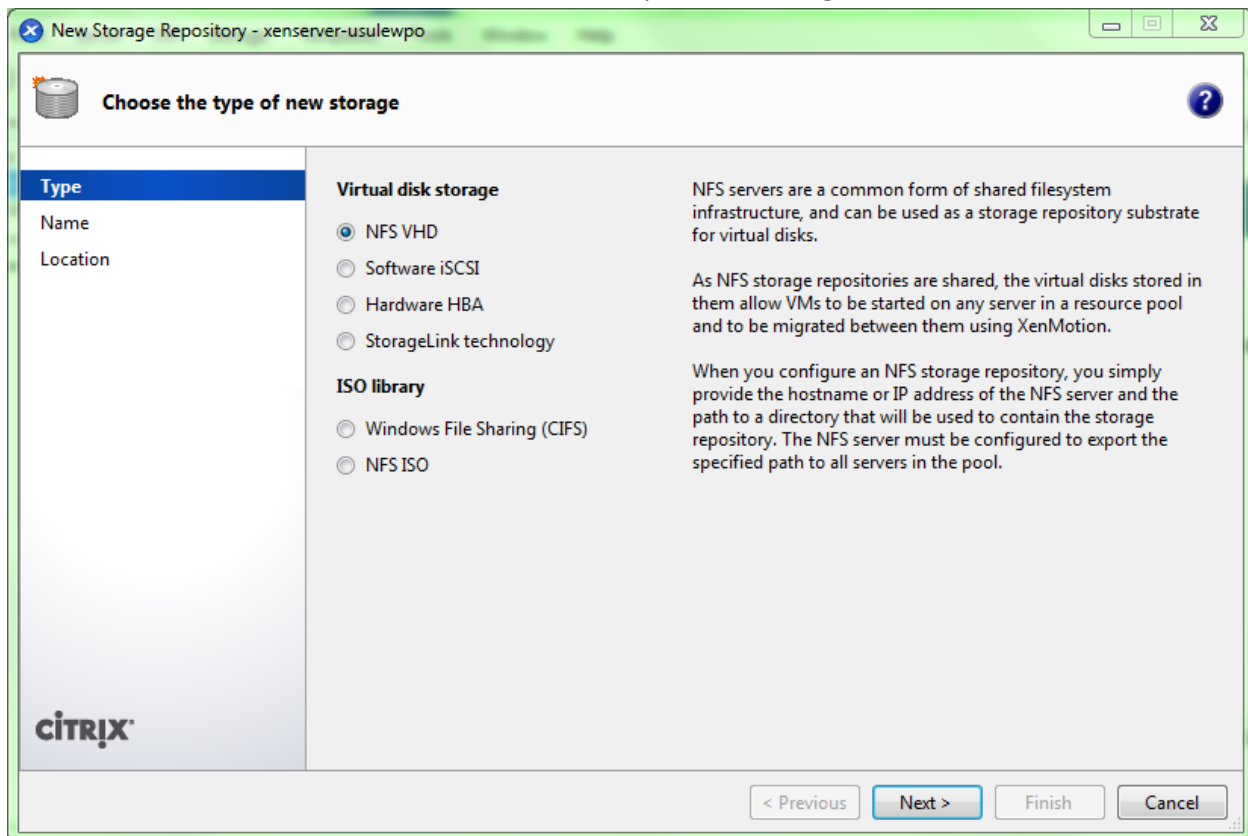 New Storage Repository - xenserver-usulewpo
Window Help
Choose the type of new storage
?
Type
Name
Location
Virtual disk storage
NFS VHD
Software iSCSI
Hardware HBA
StorageLink technology
ISO library
Windows File Sharing (CIFS)
NFS ISO
NFS servers are a common form of shared filesystem
infrastructure, and can be used as a storage repository substrate
for virtual disks.
As NFS storage repositories are shared, the virtual disks stored in
them allow VMs to be started on any server in a resource pool
and to be migrated between them using XenMotion.
When you configure an NFS storage repository, you simply
provide the hostname or IP address of the NFS server and the
path to a directory that will be used to contain the storage
repository. The NFS server must be configured to export the
specified path to all servers in the pool.
CİTRIX
< Previous Next > Finish Cancel